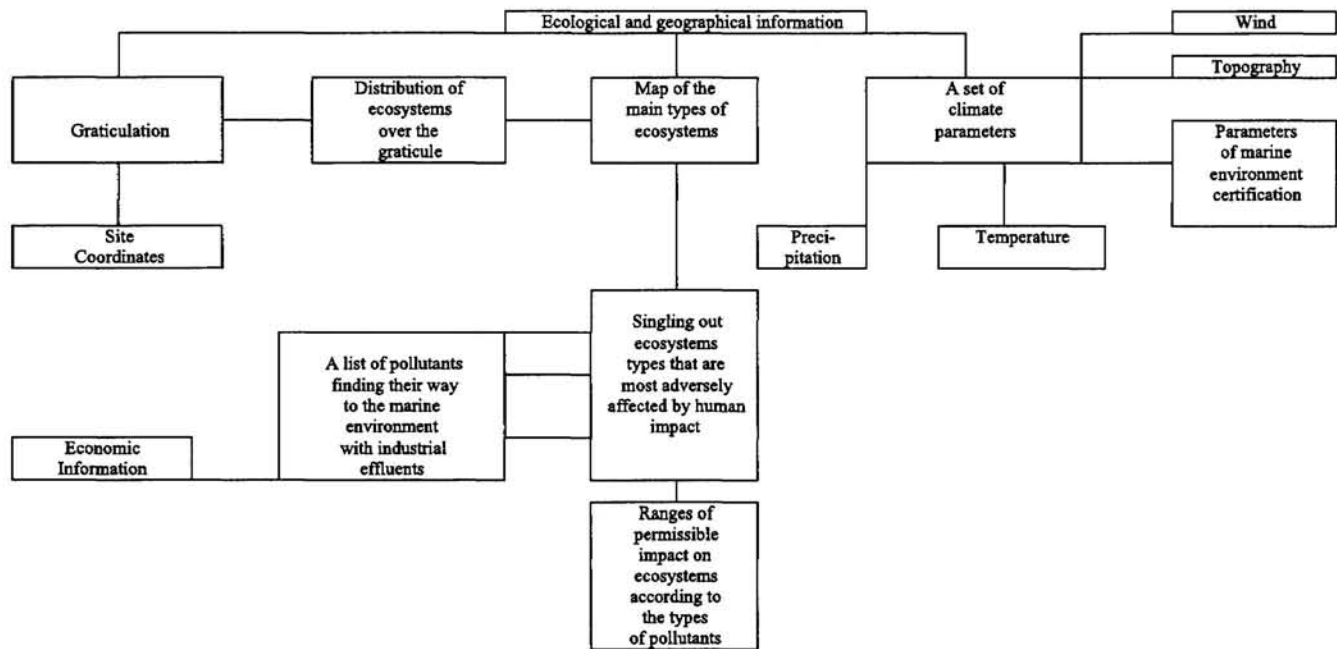 Ecological and geographical information
Wind
Topography
Graticulation
Distribution of
ecosystems
over the
graticule
Map of the
main types of
ecosystems
A set of
climate
parameters
Parameters
of marine
environment
certification
Site
Coordinates
Preci-
pitation
Temperature
Singling out
ecosystems
types that are
most adversely
affected by human
impact
A list of pollutants
finding their way
to the marine
environment
with industrial
effluents
Economic
Information
Ranges of
permissible
impact on
ecosystems
according to
the types
of pollutants